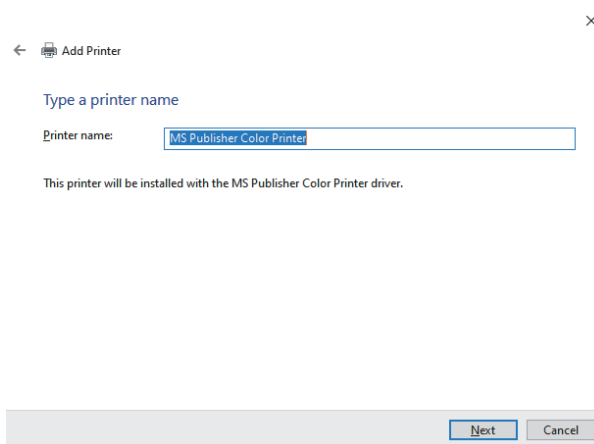 Add Printer
Type a printer name
Printer name: MS Publisher Color Printer
This printer will be installed with the MS Publisher Color Printer driver.
Next Cancel